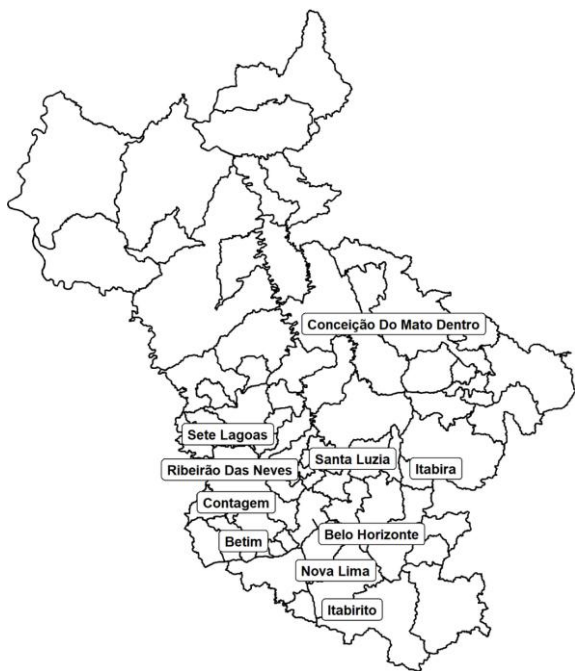 Conceição Do Mato Dentro
Sete Lagoas
Santa Luzia
Ribeirão Das Neves
Itabira
Contagem
Belo Horizonte
Betim
Nova Lima
Itabirito